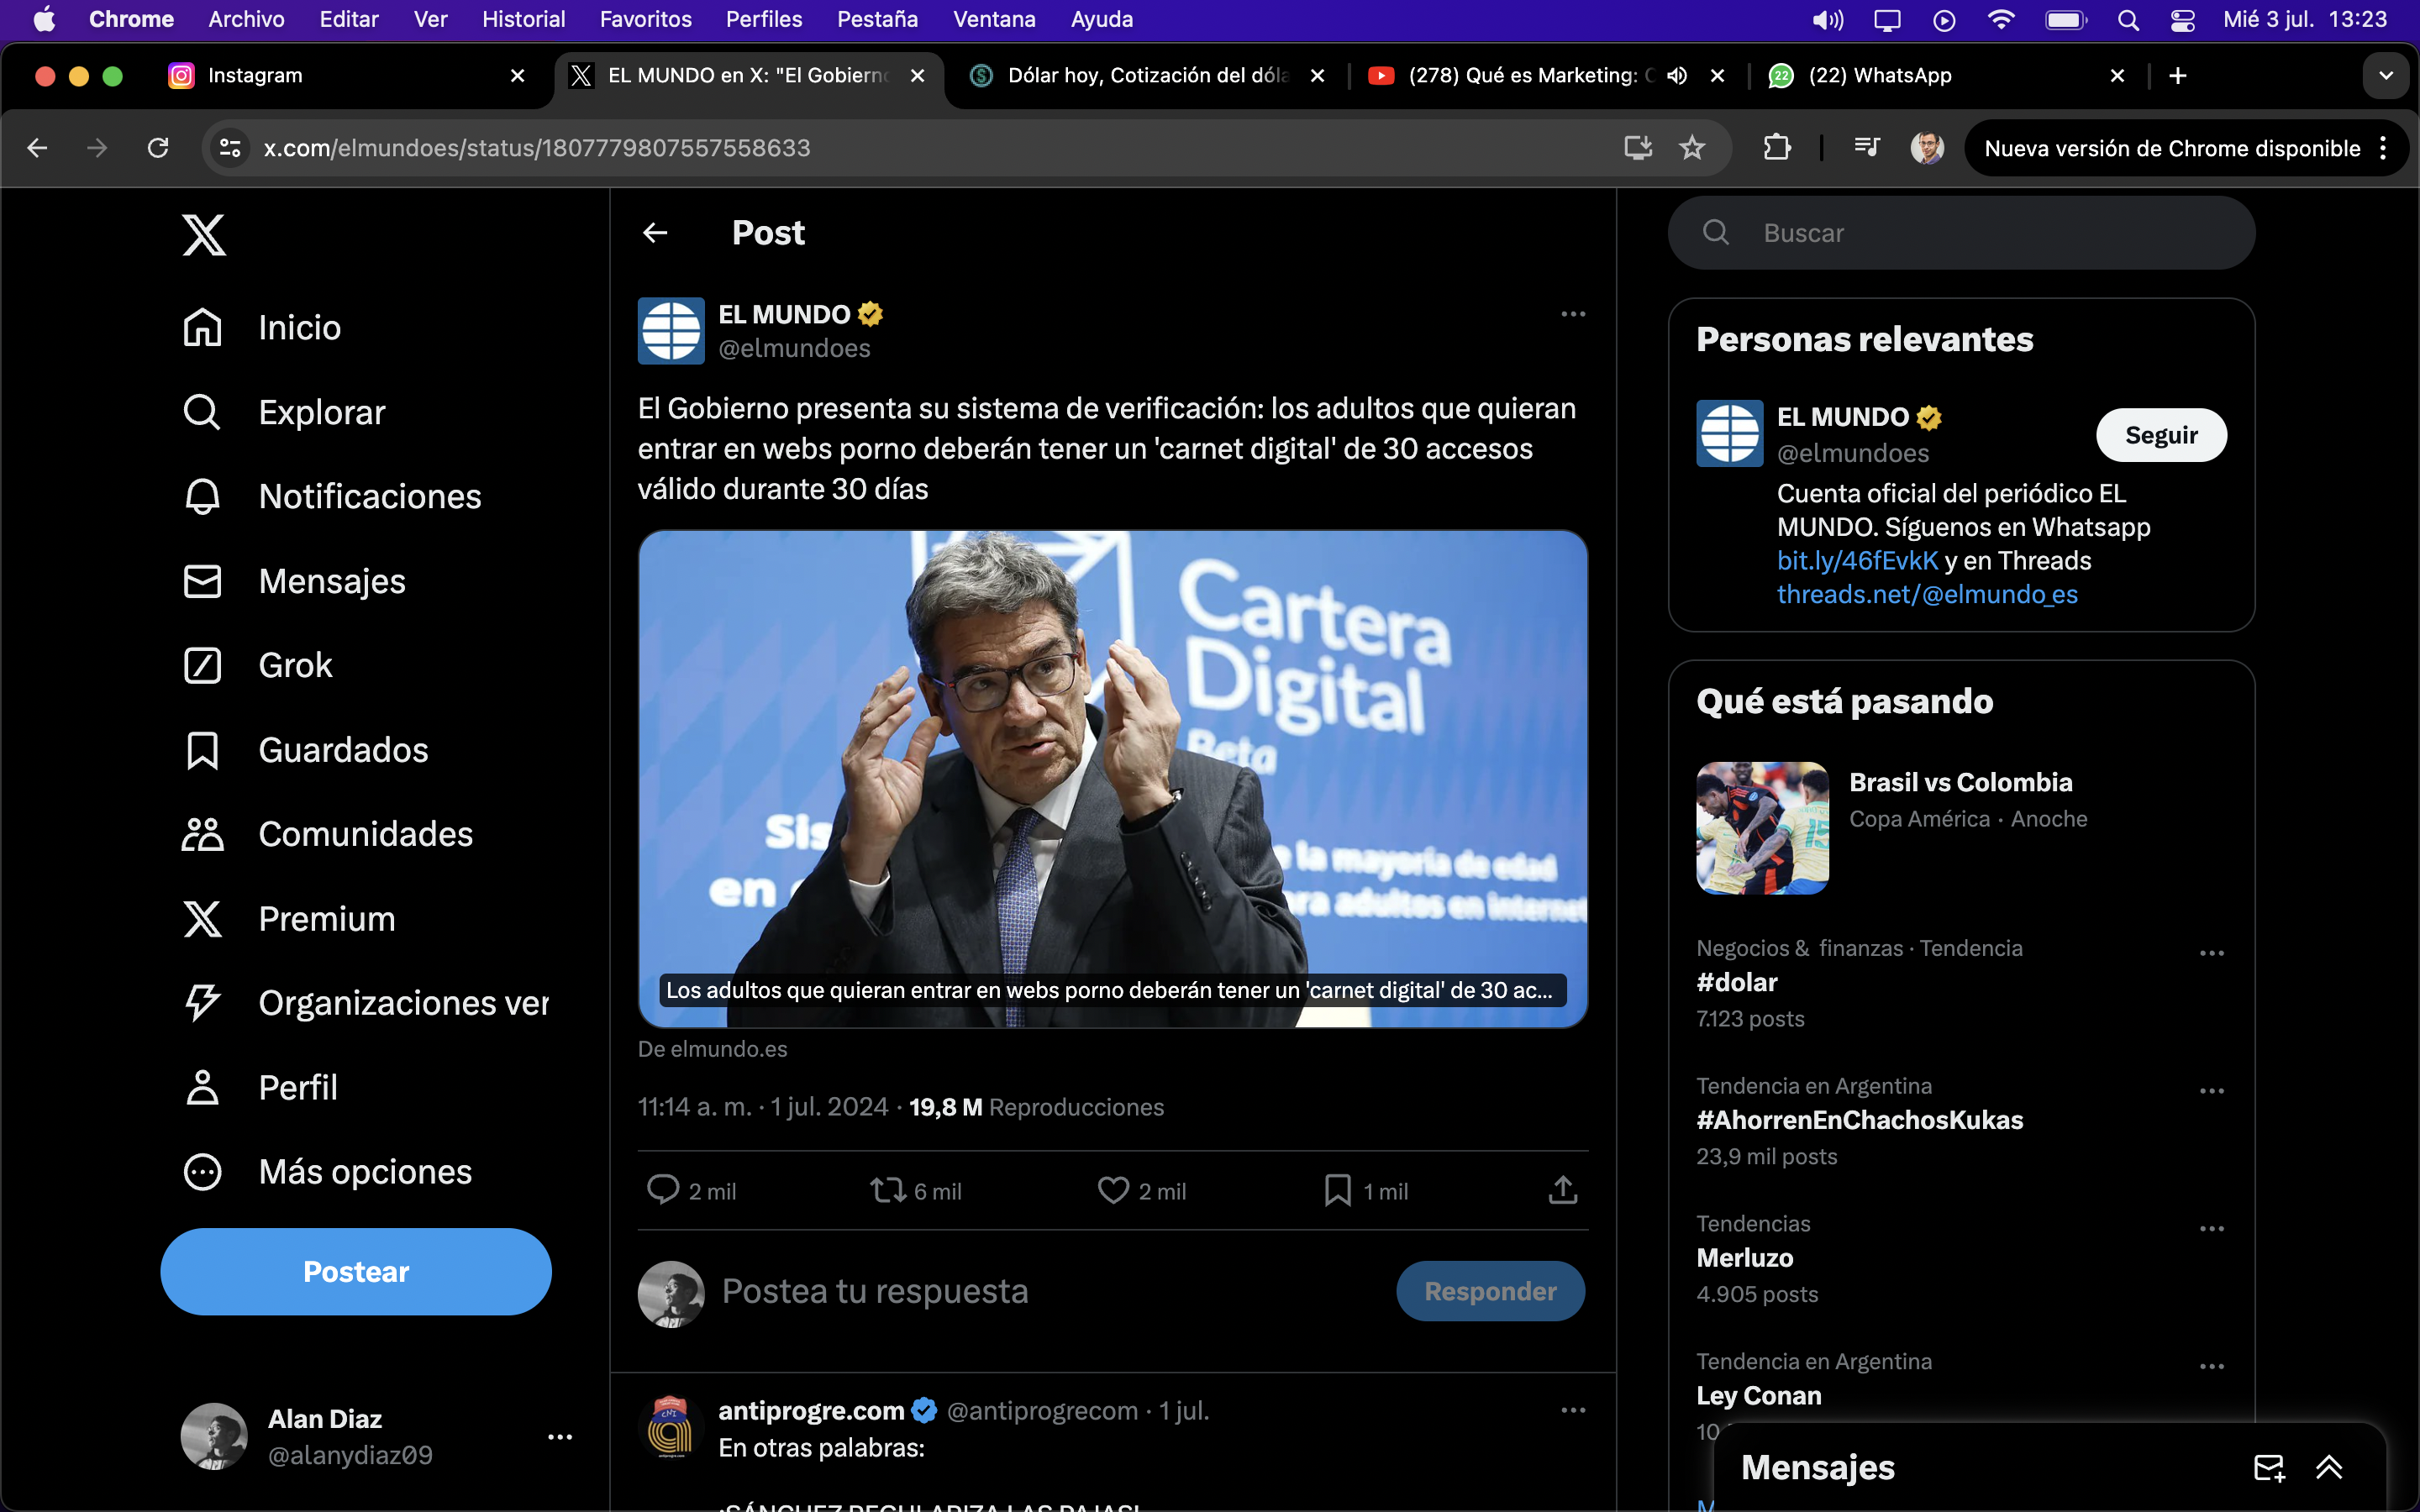 Chrome Archivo Editar Ver Historial Favoritos Perfiles Pestaña Ventana Ayuda Mié 3 jul. 13:23
Instagram EL MUNDO en X: "El Gobierno Dólar hoy, Cotización del dóla (278) Qué es Marketing: C 22 (22) WhatsApp
x.com/elmundoes/status/1807779807557558633 Nueva versión de Chrome disponible
Inicio
Explorar
Notificaciones
Mensajes
Grok
Guardados
Comunidades
Premium
Organizaciones ver
Perfil
Más opciones
Postear
Alan Diaz
@alanydiaz09
Post
EL MUNDO
@elmundoes
El Gobierno presenta su sistema de verificación: los adultos que quieran
entrar en webs porno deberán tener un 'carnet digital' de 30 accesos
válido durante 30 días
Cartera
Digital
Beta
Sis
en
e la mayoría de edad
ara adultos en internet
Los adultos que quieran entrar en webs porno deberán tener un 'carnet digital' de 30 ac...
De elmundo.es
11:14 a. m. · 1 jul. 2024 · 19,8 M Reproducciones
2 mil 6 mil 2 mil 1 mil
Postea tu respuesta Responder
antiprogre.com @antiprogrecom · 1 jul.
En otras palabras:
¡SÁNCHEZ REGULARIZA LAS PAJAS!
Buscar
Personas relevantes
EL MUNDO
@elmundoes
Seguir
Cuenta oficial del periódico EL
MUNDO. Síguenos en Whatsapp
bit.ly/46fEvkK y en Threads
threads.net/@elmundo_es
Qué está pasando
Brasil vs Colombia
Copa América · Anoche
Negocios & finanzas · Tendencia
#dolar
7.123 posts
Tendencia en Argentina
#AhorrenEnChachosKukas
23,9 mil posts
Tendencias
Merluzo
4.905 posts
Tendencia en Argentina
Ley Conan
10
Mensajes